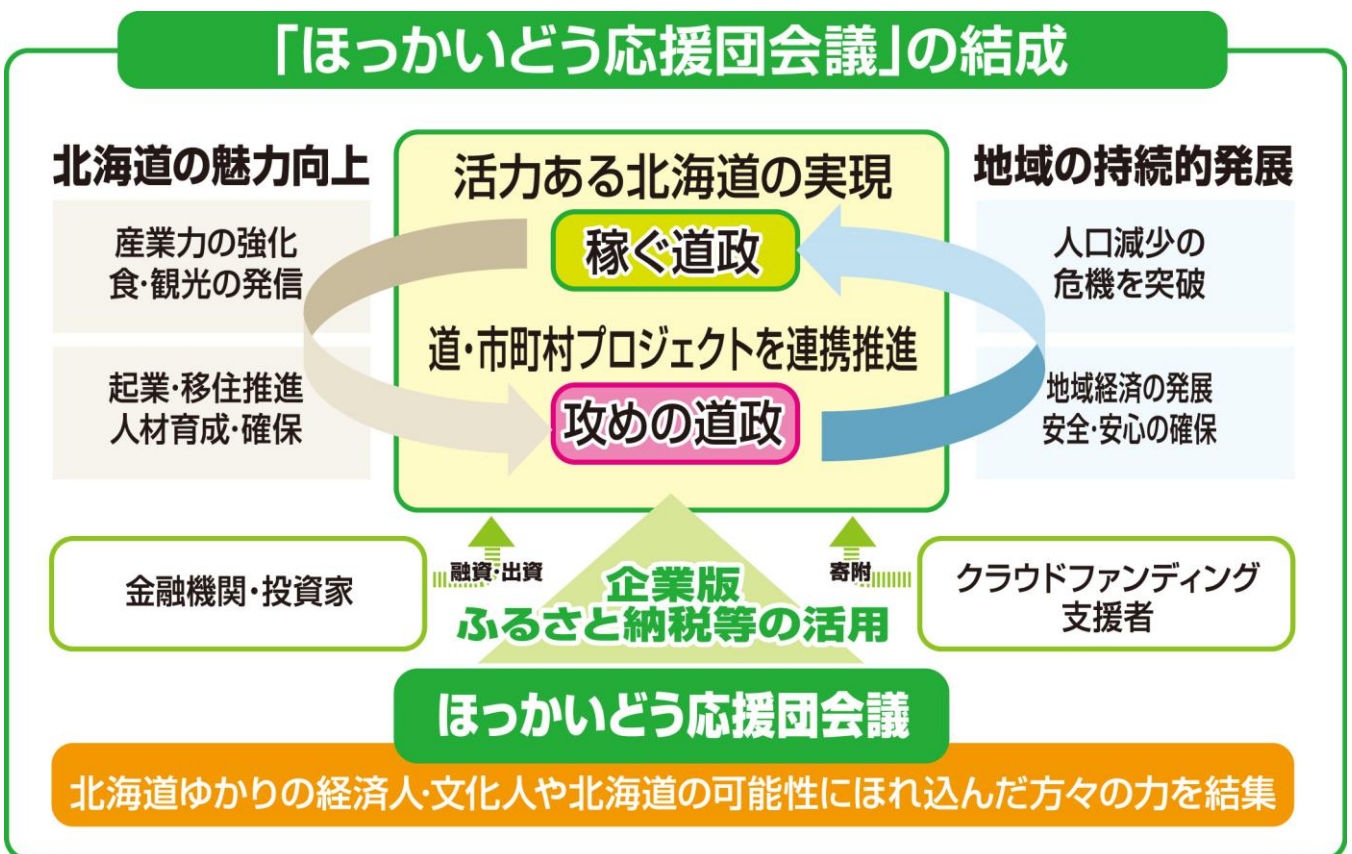 「ほっかいどう応援団会議」の結成
北海道の魅力向上
産業力の強化
食・観光の発信
起業・移住推進
人材育成・確保
活力ある北海道の実現
稼ぐ道政
道・市町村プロジェクトを連携推進
攻めの道政
地域の持続的発展
人口減少の
危機を突破
地域経済の発展
安全・安心の確保
金融機関・投資家
融資・出資
企業版
ふるさと納税等の活用
寄附
クラウドファンディング
支援者
ほっかいどう応援団会議
北海道ゆかりの経済人・文化人や北海道の可能性にほれ込んだ方々の力を結集